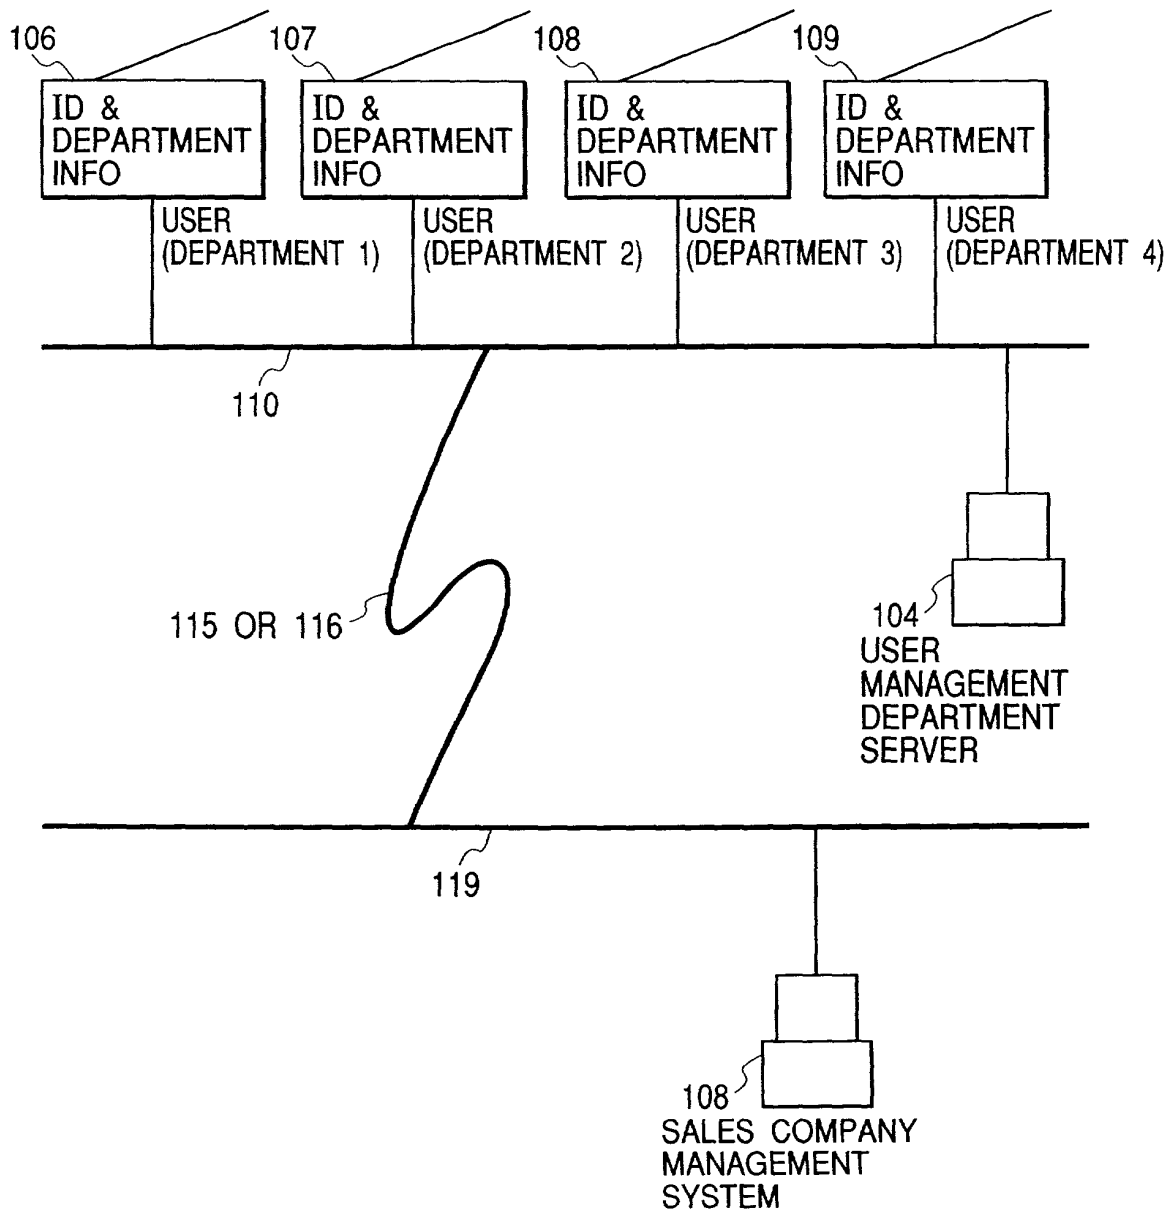 106
107
108
109
ID &
DEPARTMENT
INFO
ID &
DEPARTMENT
INFO
ID &
DEPARTMENT
INFO
ID &
DEPARTMENT
INFO
USER
(DEPARTMENT 1)
USER
(DEPARTMENT 2)
USER
(DEPARTMENT 3)
USER
(DEPARTMENT 4)
110
115 OR 116
104
USER
MANAGEMENT
DEPARTMENT
SERVER
119
108
SALES COMPANY
MANAGEMENT
SYSTEM